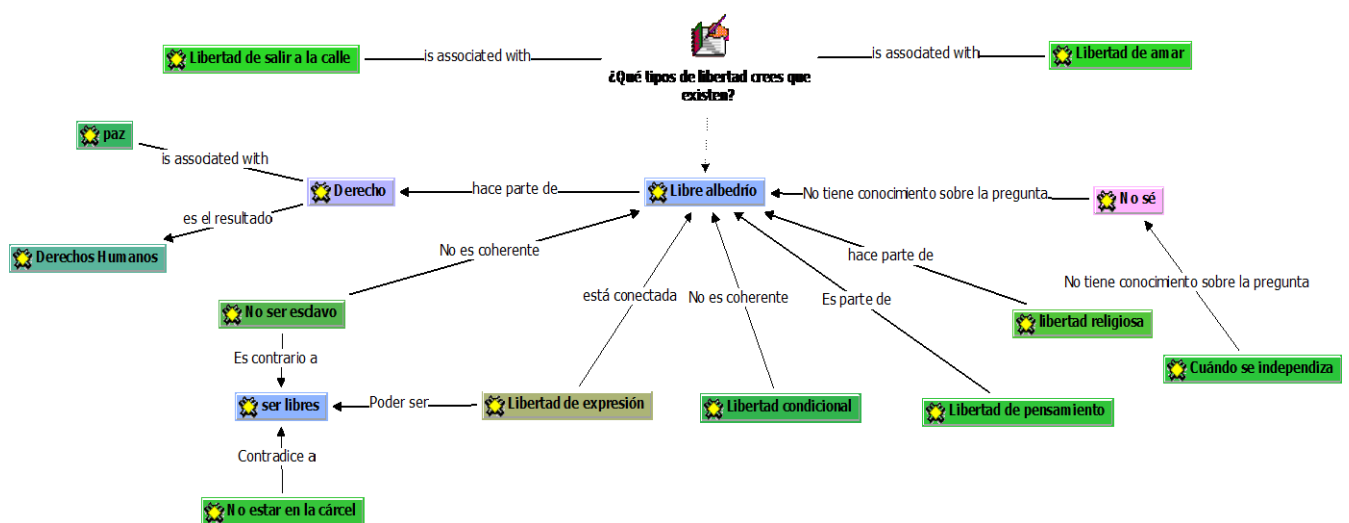 Libertad de salir a la calle
is associated with
is associated with
Libertad de amar
¿Qué tipos de libertad crees que
existen?
paz
is associated with
Derecho
hace parte de
Libre albedrío
No tiene conocimiento sobre la pregunta
No sé
es el resultado
Derechos Humanos
No es coherente
hace parte de
está conectada
No es coherente
Es parte de
No tiene conocimiento sobre la pregunta
No ser esclavo
libertad religiosa
Es contrario a
Cuándo se independiza
ser libres
Poder ser
Libertad de expresión
Libertad condicional
Libertad de pensamiento
Contradice a
No estar en la cárcel